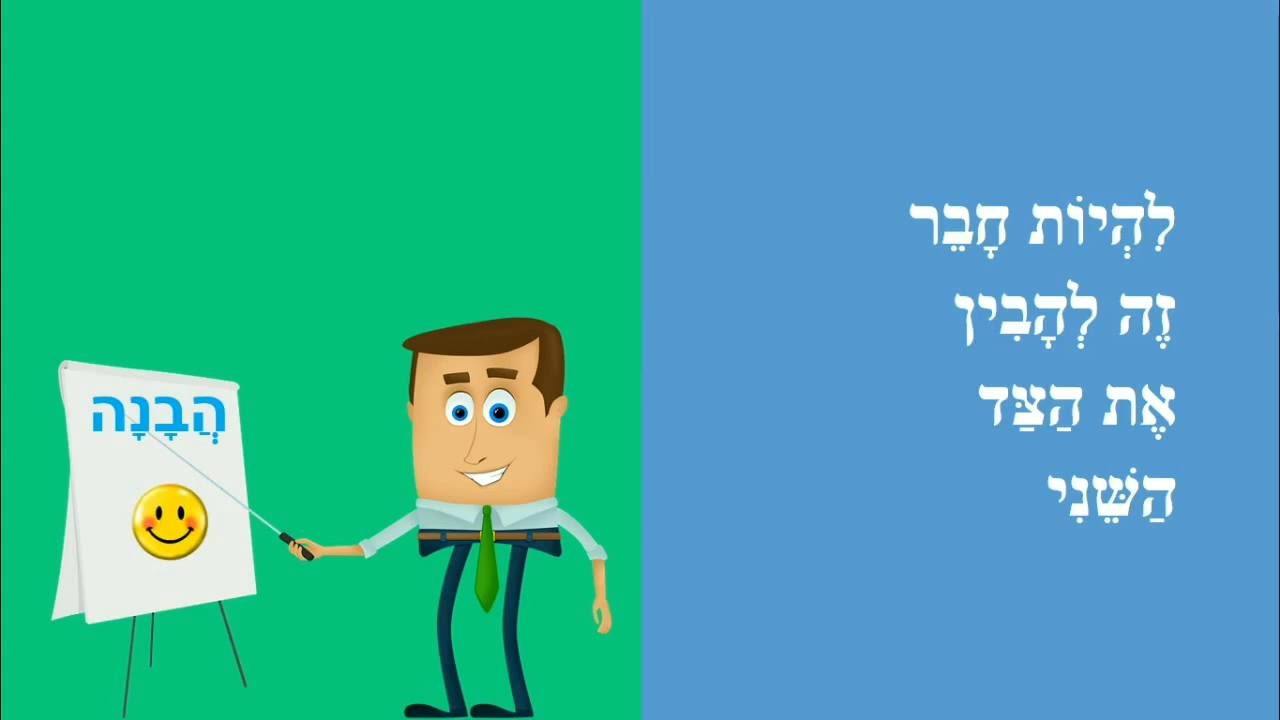 לִהְיוֹת חָבֵר
זֶה לְהָבִין
אֶת הַצַּד
הַשֵּׁנִי
הֲבָנָה